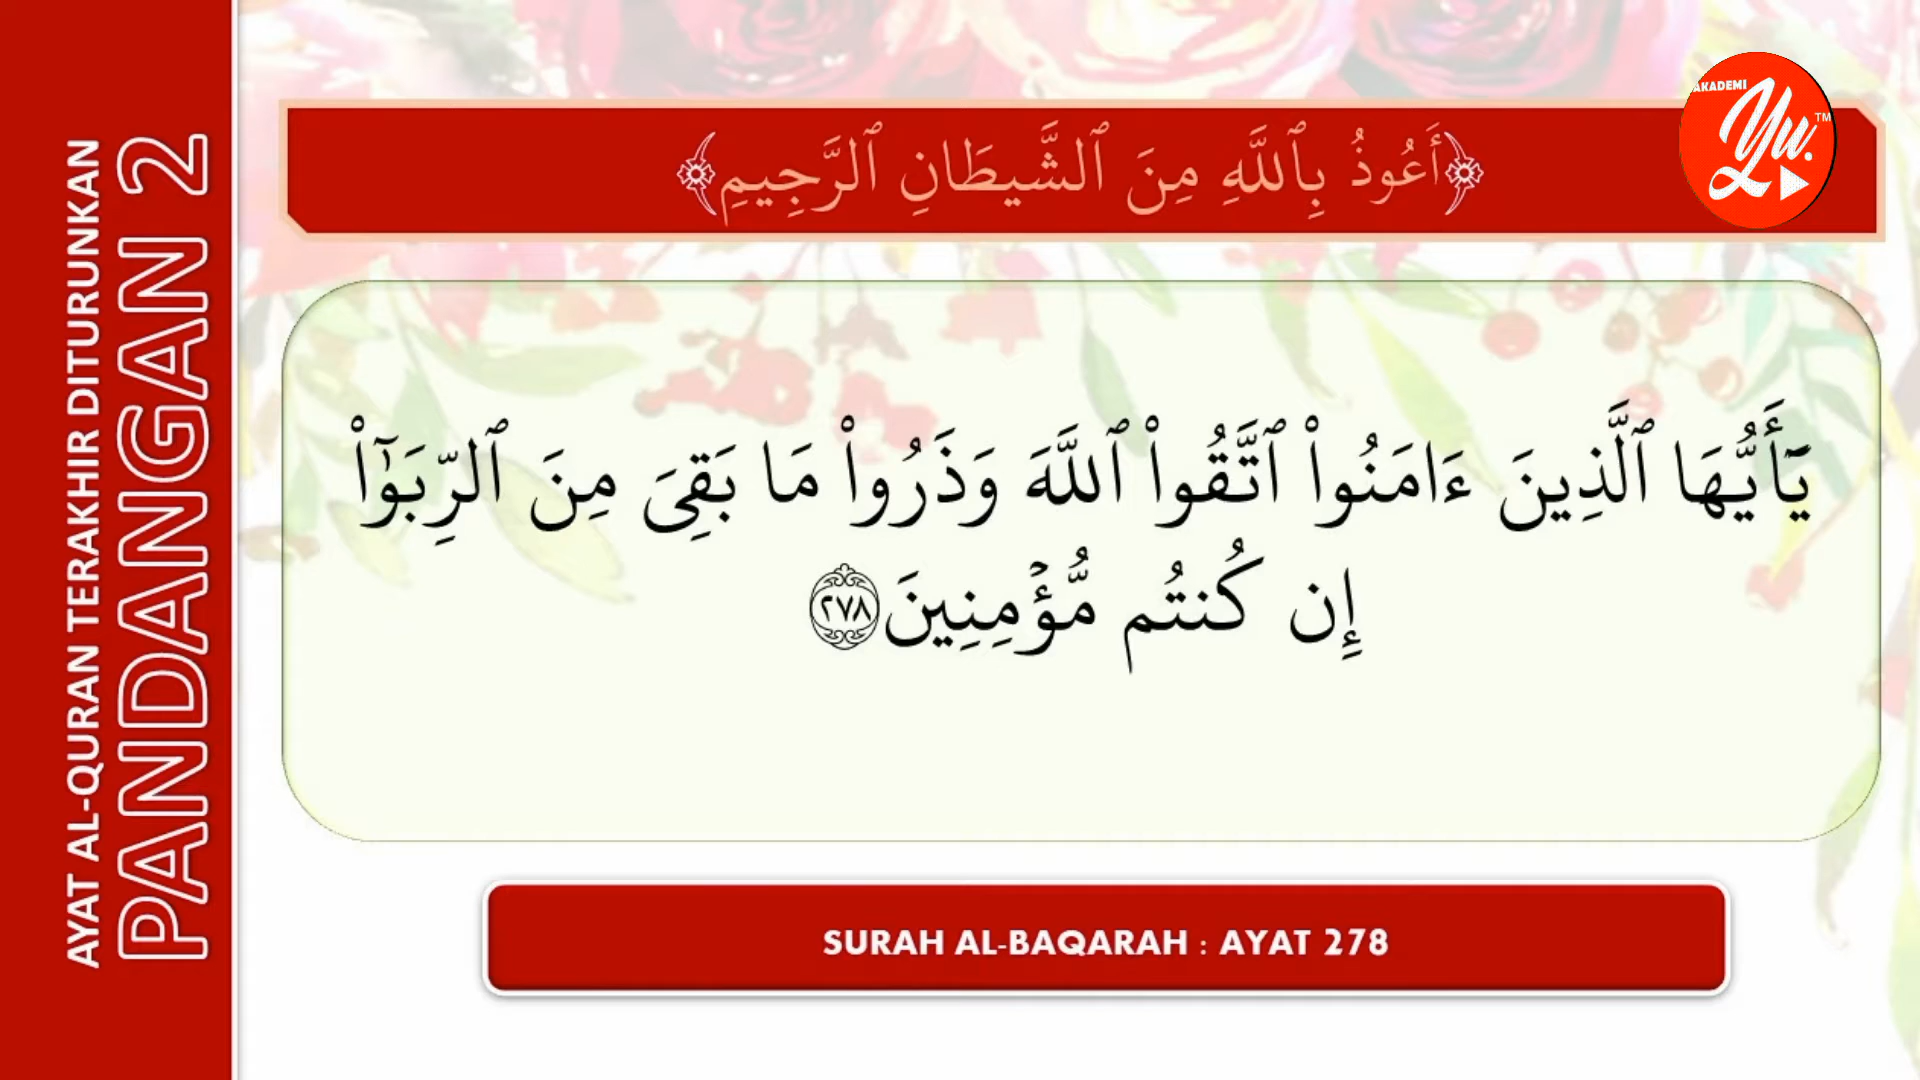 AYAT AL-QURAN TERAKHIR DITURUNKAN
PANDANGAN 2
AKADEMI
Yu.
TM
﴿أَعُوذُ بِٱللَّهِ مِنَ ٱلشَّيطَانِ ٱلرَّجِيمِ﴾
يَٰٓأَيُّهَا ٱلَّذِينَ ءَامَنُواْ ٱتَّقُواْ ٱللَّهَ وَذَرُواْ مَا بَقِىَ مِنَ ٱلرِّبَوٰٓاْ
إِن كُنتُم مُّؤۡمِنِينَ ٢٧٨
SURAH AL-BAQARAH : AYAT 278